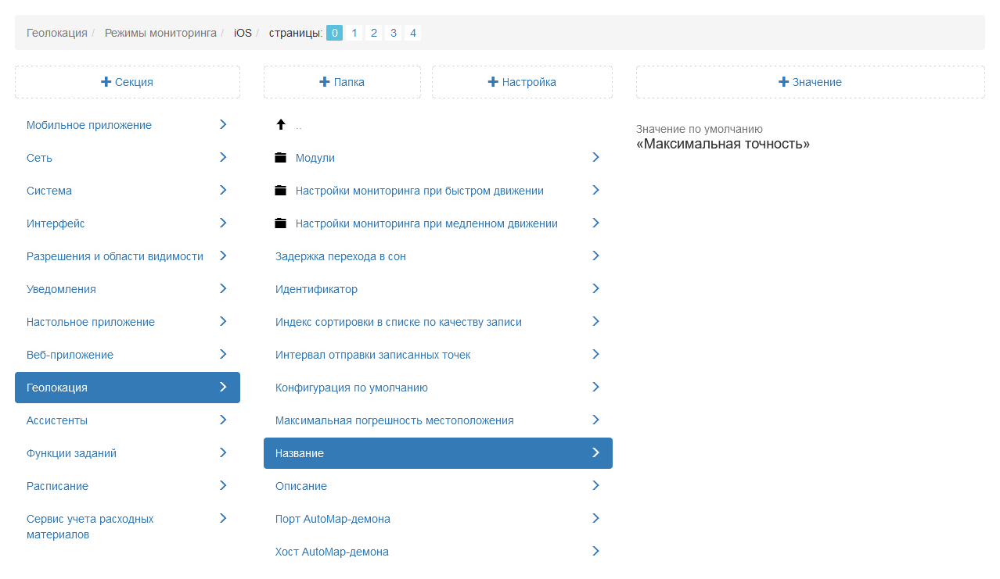 Геолокация / Режимы мониторинга / iOS / страницы: 0 1 2 3 4
Секция
Папка
Настройка
Значение
Мобильное приложение
Сеть
Система
Интерфейс
Разрешения и области видимости
Уведомления
Настольное приложение
Веб-приложение
Геолокация
Ассистенты
Функции заданий
Расписание
Сервис учета расходных
материалов
..
Модули
Настройки мониторинга при быстром движении
Настройки мониторинга при медленном движении
Задержка перехода в сон
Идентификатор
Индекс сортировки в списке по качеству записи
Интервал отправки записанных точек
Конфигурация по умолчанию
Максимальная погрешность местоположения
Название
Описание
Порт AutoMap-демона
Хост AutoMap-демона
Значение по умолчанию
«Максимальная точность»